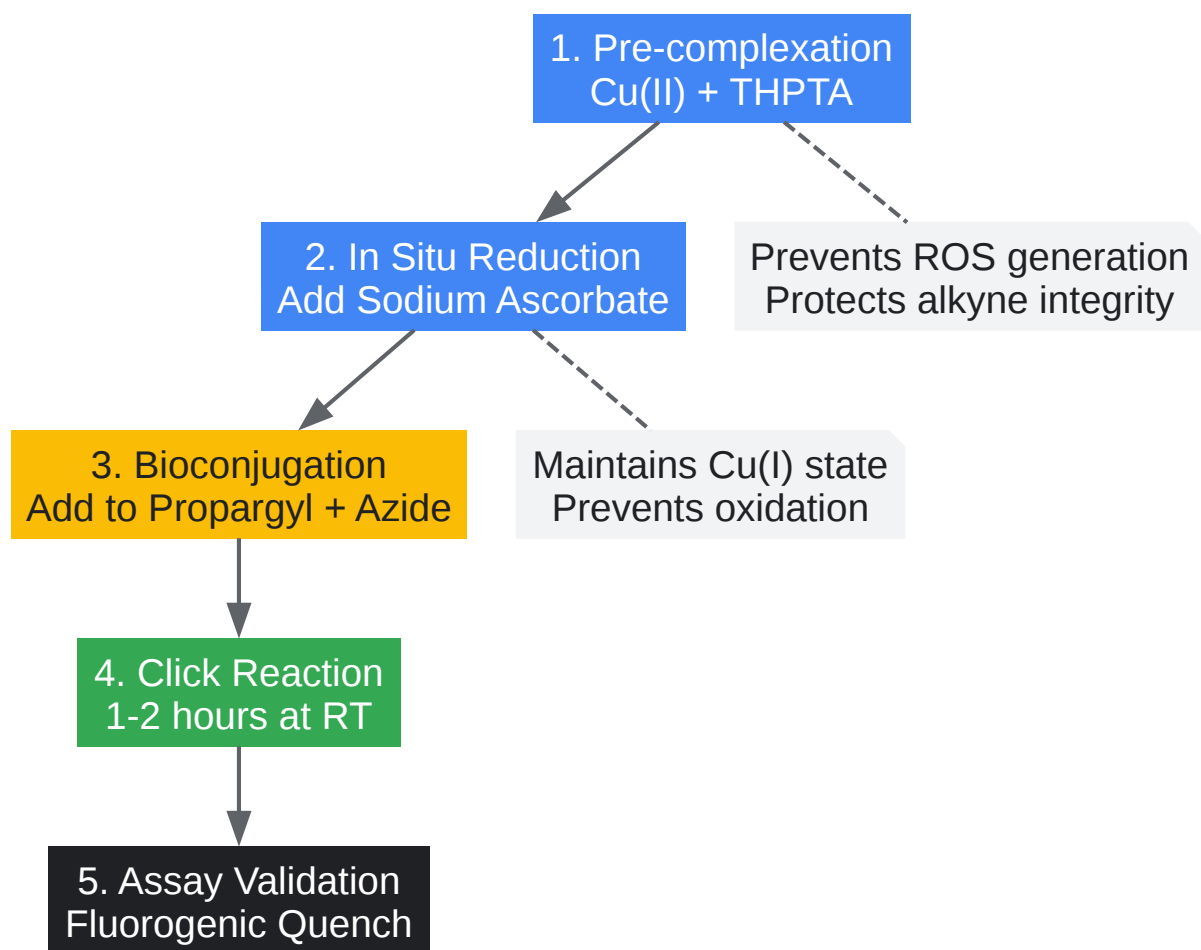 1. Pre-complexation
Cu(II) + THPTA
2. In Situ Reduction
Add Sodium Ascorbate
Prevents ROS generation
Protects alkyne integrity
3. Bioconjugation
Add to Propargyl + Azide
Maintains Cu(I) state
Prevents oxidation
4. Click Reaction
1-2 hours at RT
5. Assay Validation
Fluorogenic Quench